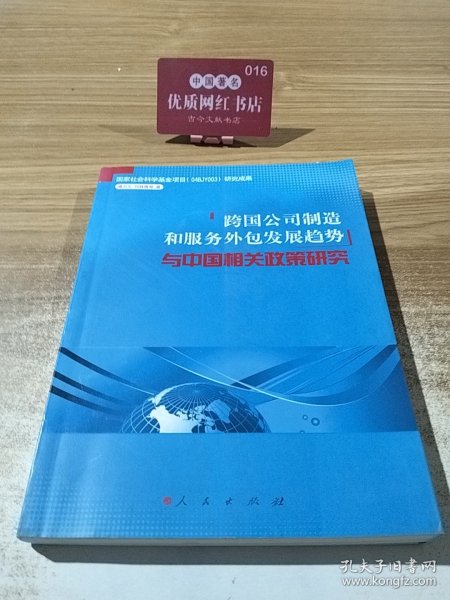 016
中国著名
优质网红书店
古今文献书店
国家社会科学基金项目(04BJY003)研究成果
跨国公司制造
和服务外包发展趋势
与中国相关政策研究
人民出版社
孔夫子旧书网
www.kongfz.com